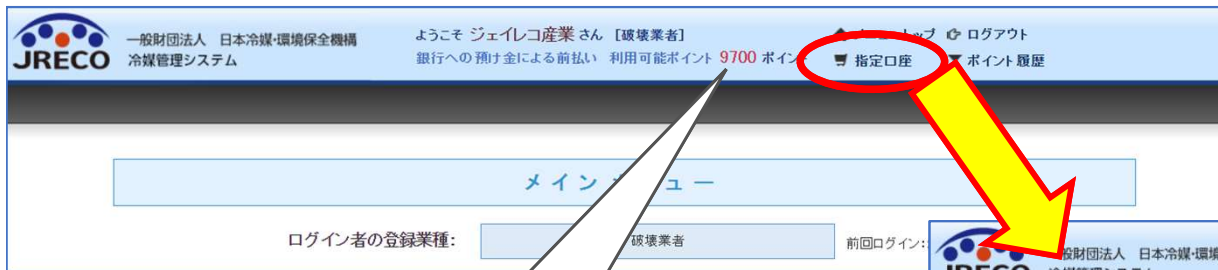 JRECO
一般財団法人 日本冷媒・環境保全機構
冷媒管理システム
ようこそ ジェイレコ産業 さん [破壊業者]
銀行への預け金による前払い 利用可能ポイント 9700 ポイン
トップ ログアウト
指定口座 ポイント履歴
メイン ュー
ログイン者の登録業種:
破壊業者
前回ログイン:
般財団法人 日本冷媒・環境